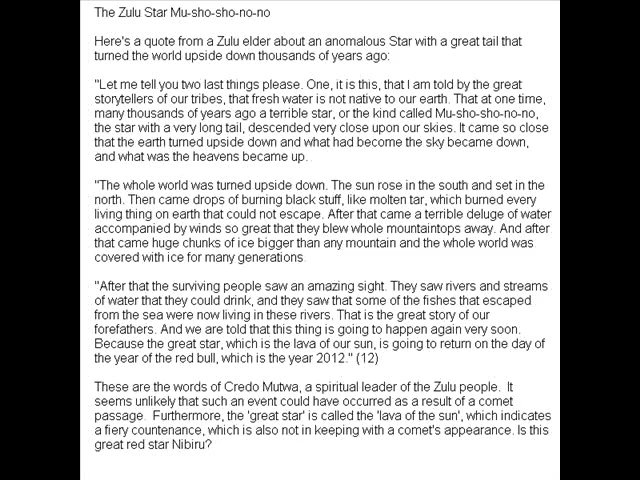 The Zulu Star Mu-sho-sho-no-no
Here's a quote from a Zulu elder about an anomalous Star with a great tail that
turned the world upside down thousands of years ago:
"Let me tell you two last things please. One, it is this, that I am told by the great
storytellers of our tribes, that fresh water is not native to our earth. That at one time,
many thousands of years ago a terrible star, or the kind called Mu-sho-sho-no-no,
the star with a very long tail, descended very close upon our skies. It came so close
that the earth turned upside down and what had become the sky became down,
and what was the heavens became up.
"The whole world was turned upside down. The sun rose in the south and set in the
north. Then came drops of burning black stuff, like molten tar, which burned every
living thing on earth that could not escape. After that came a terrible deluge of water
accompanied by winds so great that they blew whole mountaintops away. And after
that came huge chunks of ice bigger than any mountain and the whole world was
covered with ice for many generations.
"After that the surviving people saw an amazing sight. They saw rivers and streams
of water that they could drink, and they saw that some of the fishes that escaped
from the sea were now living in these rivers. That is the great story of our
forefathers. And we are told that this thing is going to happen again very soon.
Because the great star, which is the lava of our sun, is going to return on the day of
the year of the red bull, which is the year 2012." (12)
These are the words of Credo Mutwa, a spiritual leader of the Zulu people.  It
seems unlikely that such an event could have occurred as a result of a comet
passage.  Furthermore, the 'great star' is called the 'lava of the sun', which indicates
a fiery countenance, which is also not in keeping with a comet's appearance. Is this
great red star Nibiru?